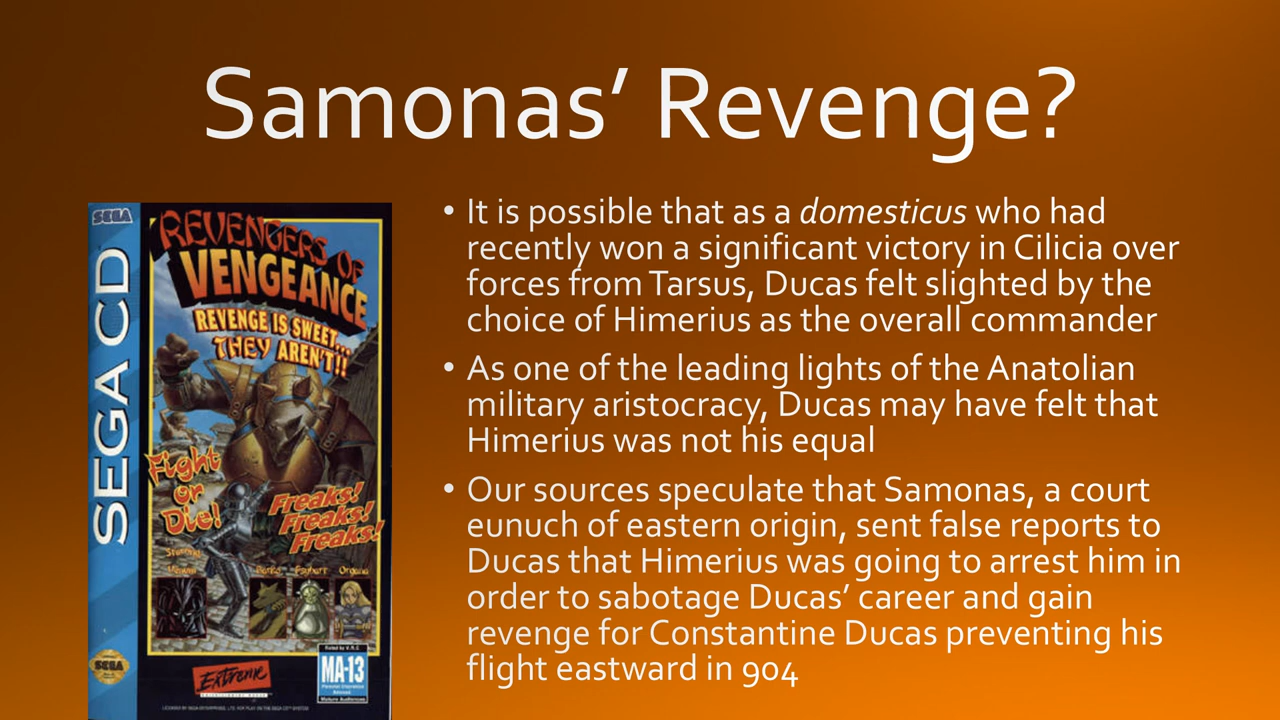 Samonas’ Revenge?
SEGA
SEGA CD
REVENGERS OF
VENGEANCE
REVENGE IS SWEET...
THEY AREN'T!!
Fight
or
Die!
Freaks!
Freaks!
Freaks!
SEGA
Extreme
MA-13
• It is possible that as a domesticus who had
recently won a significant victory in Cilicia over
forces from Tarsus, Ducas felt slighted by the
choice of Himerius as the overall commander
• As one of the leading lights of the Anatolian
military aristocracy, Ducas may have felt that
Himerius was not his equal
• Our sources speculate that Samonas, a court
eunuch of eastern origin, sent false reports to
Ducas that Himerius was going to arrest him in
order to sabotage Ducas’ career and gain
revenge for Constantine Ducas preventing his
flight eastward in 904